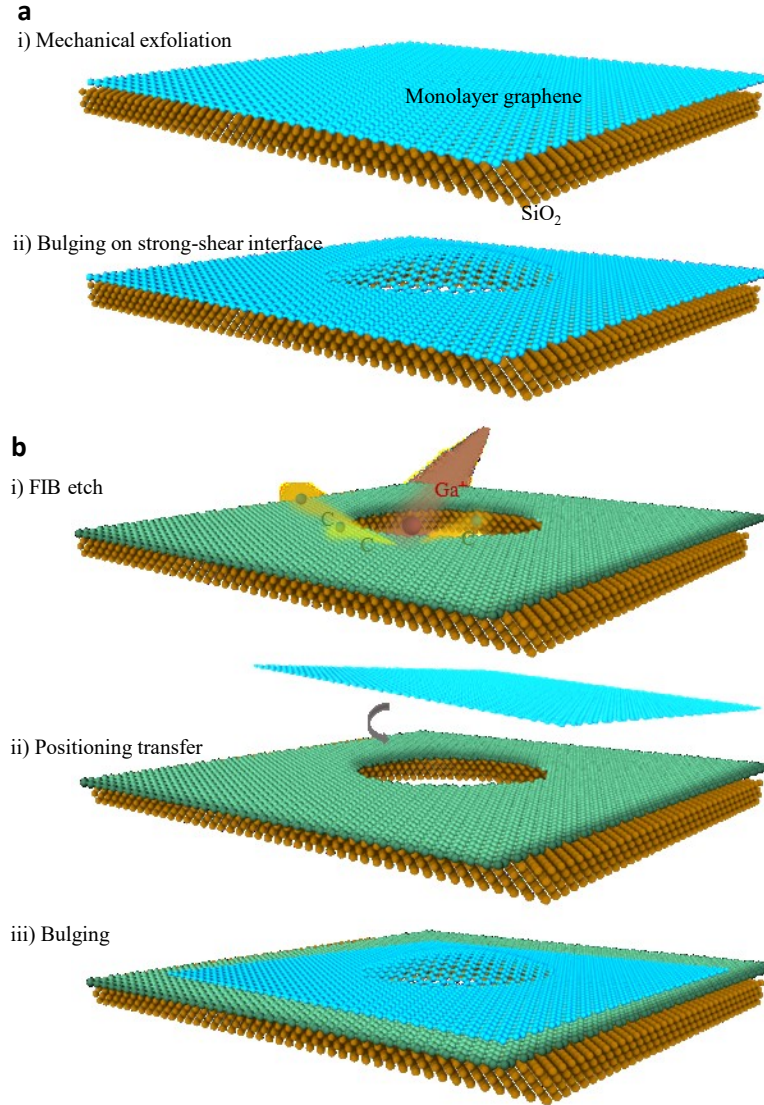 a
i) Mechanical exfoliation
Monolayer graphene
SiO₂
ii) Bulging on strong-shear interface
b
i) FIB etch
Ga⁺
C
C
C
ii) Positioning transfer
iii) Bulging